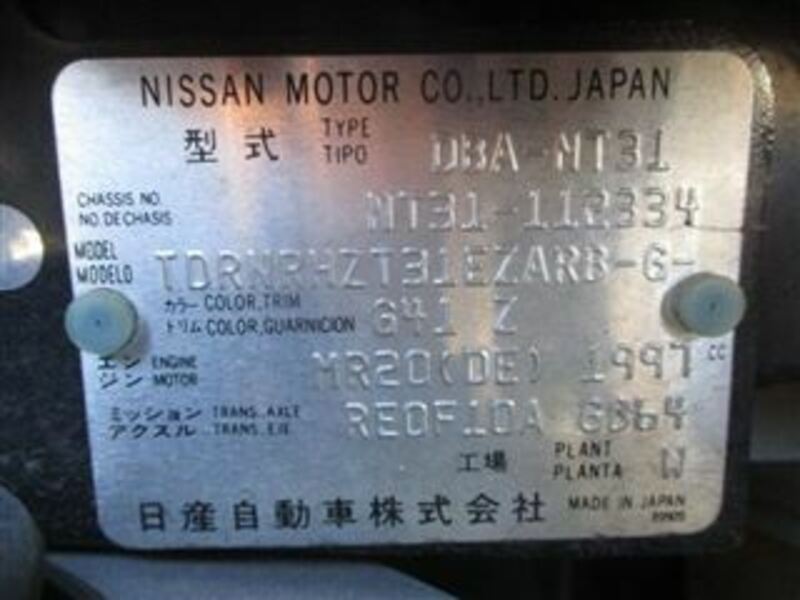 NISSAN MOTOR CO.,LTD.JAPAN
型式 TYPE TIPO DBA-NT31
CHASSIS NO.
NO.DE CHASIS NT31-112334
MODEL
MODELO TDRNRHZT31EZARB-G-
カラー COLOR,TRIM
トリム COLOR,GUARNICION G41 Z
エン ENGINE
ジン MOTOR MR20(DE) 1997 CC
ミッション TRANS.AXLE
アクスル TRANS.EJE RE0F10A GB64
工場 PLANT PLANTA W
日産自動車株式会社 MADE IN JAPAN